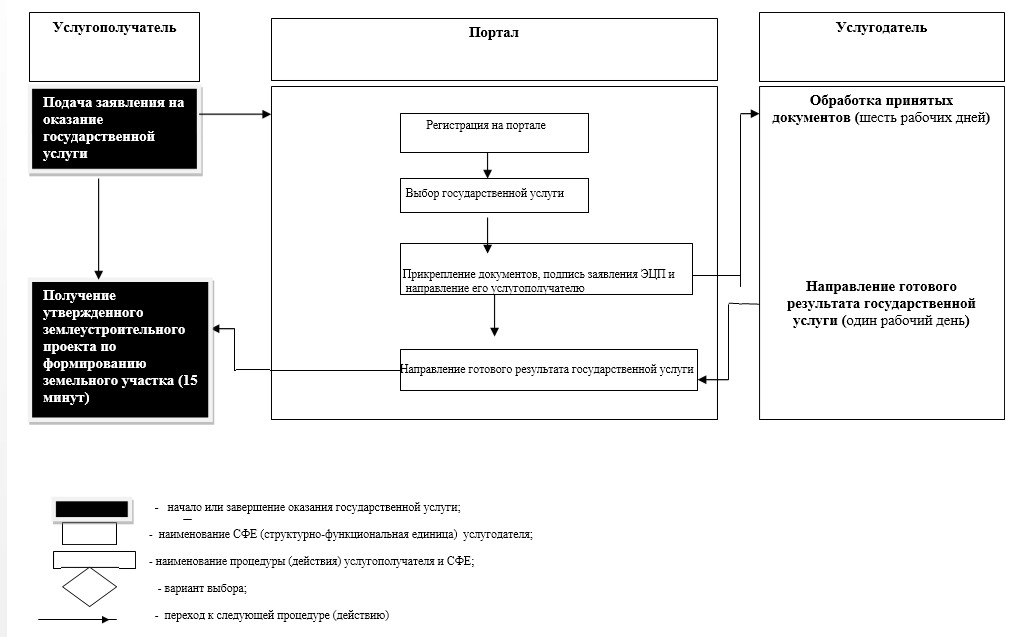 Услугополучатель
Портал
Услугодатель
Подача заявления на
оказание
государственной
услуги
Регистрация на портале
Выбор государственной услуги
Прикрепление документов, подпись заявления ЭЦП и
направление его услугополучателю
Направление готового результата государственной услуги
Обработка принятых
документов (шесть рабочих дней)
Направление готового
результата государственной
услуги (один рабочий день)
Получение
утвержденного
землеустроительного
проекта по
формированию
земельного участка (15
минут)
- начало или завершение оказания государственной услуги;
- наименование СФЕ (структурно-функциональная единица) услугодателя;
- наименование процедуры (действия) услугополучателя и СФЕ;
- вариант выбора;
- переход к следующей процедуре (действию)